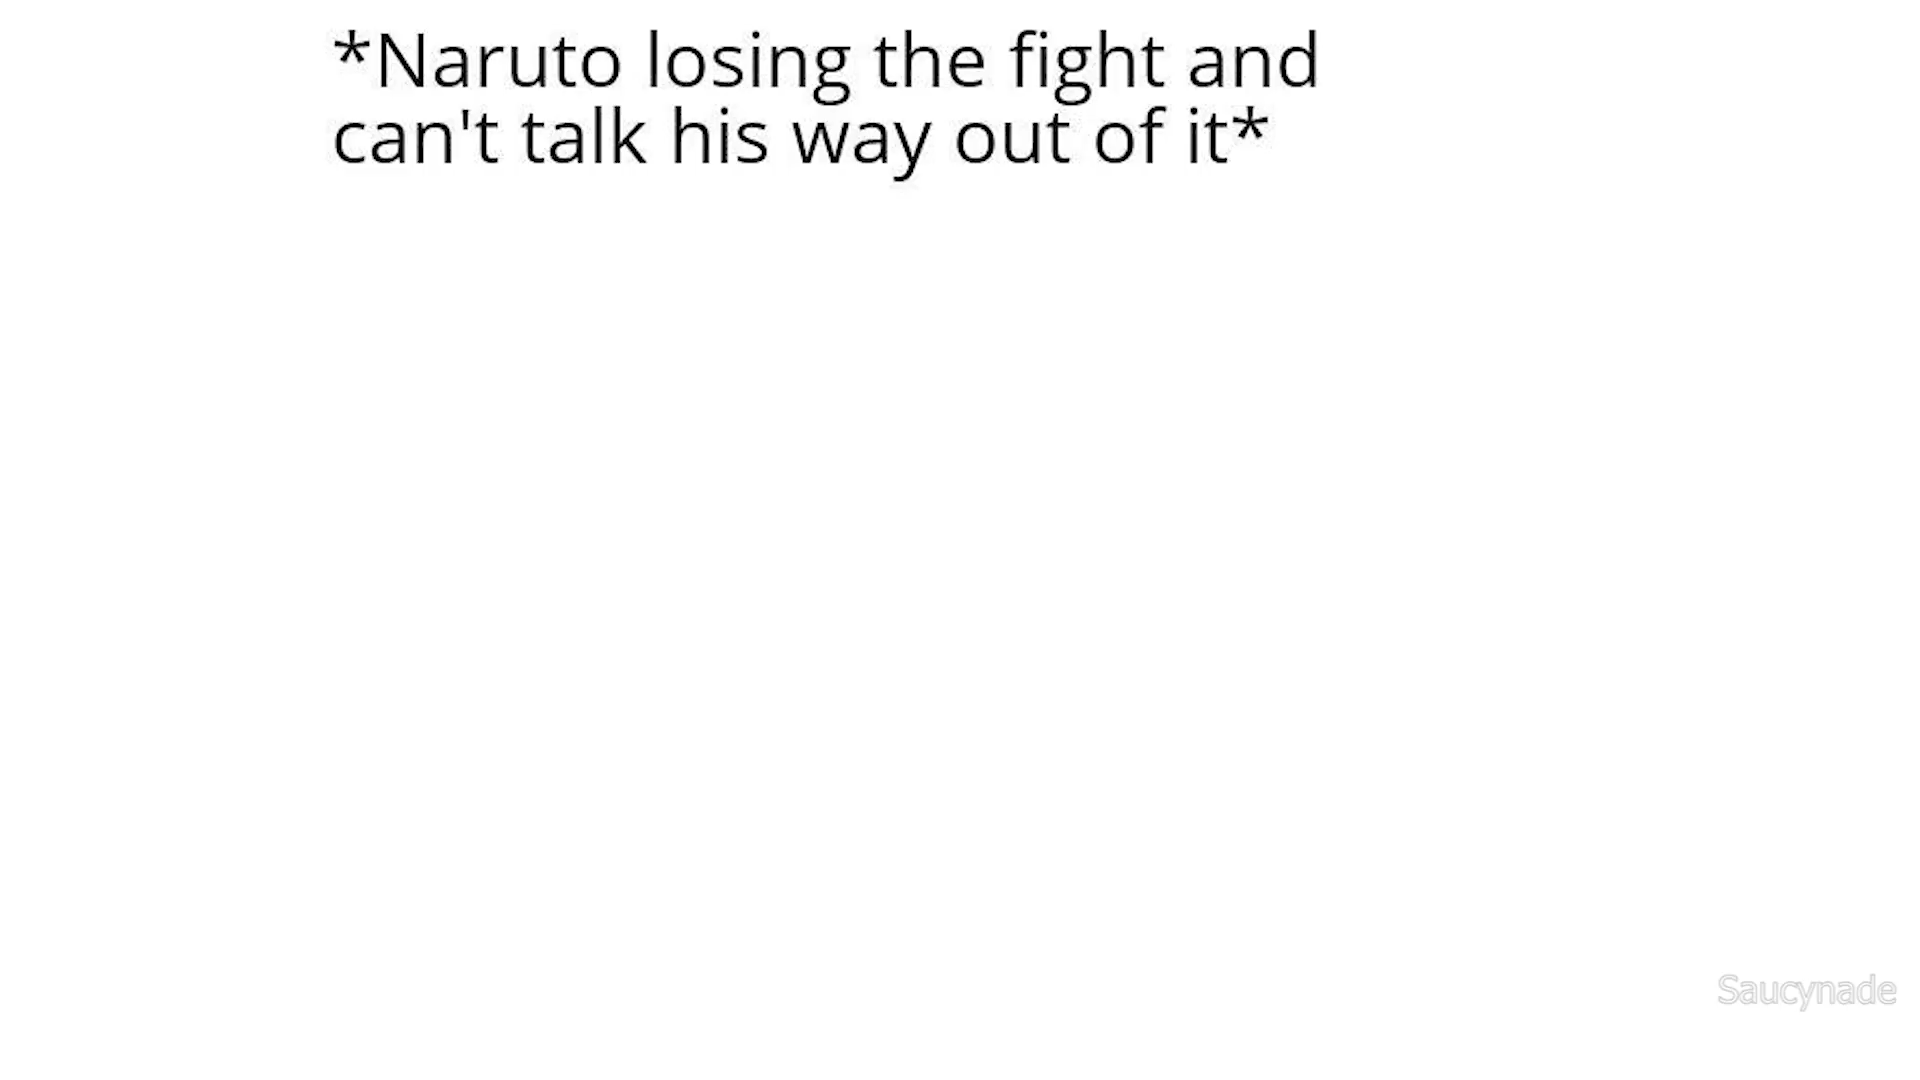 *Naruto losing the fight and
can't talk his way out of it*
Saucynade